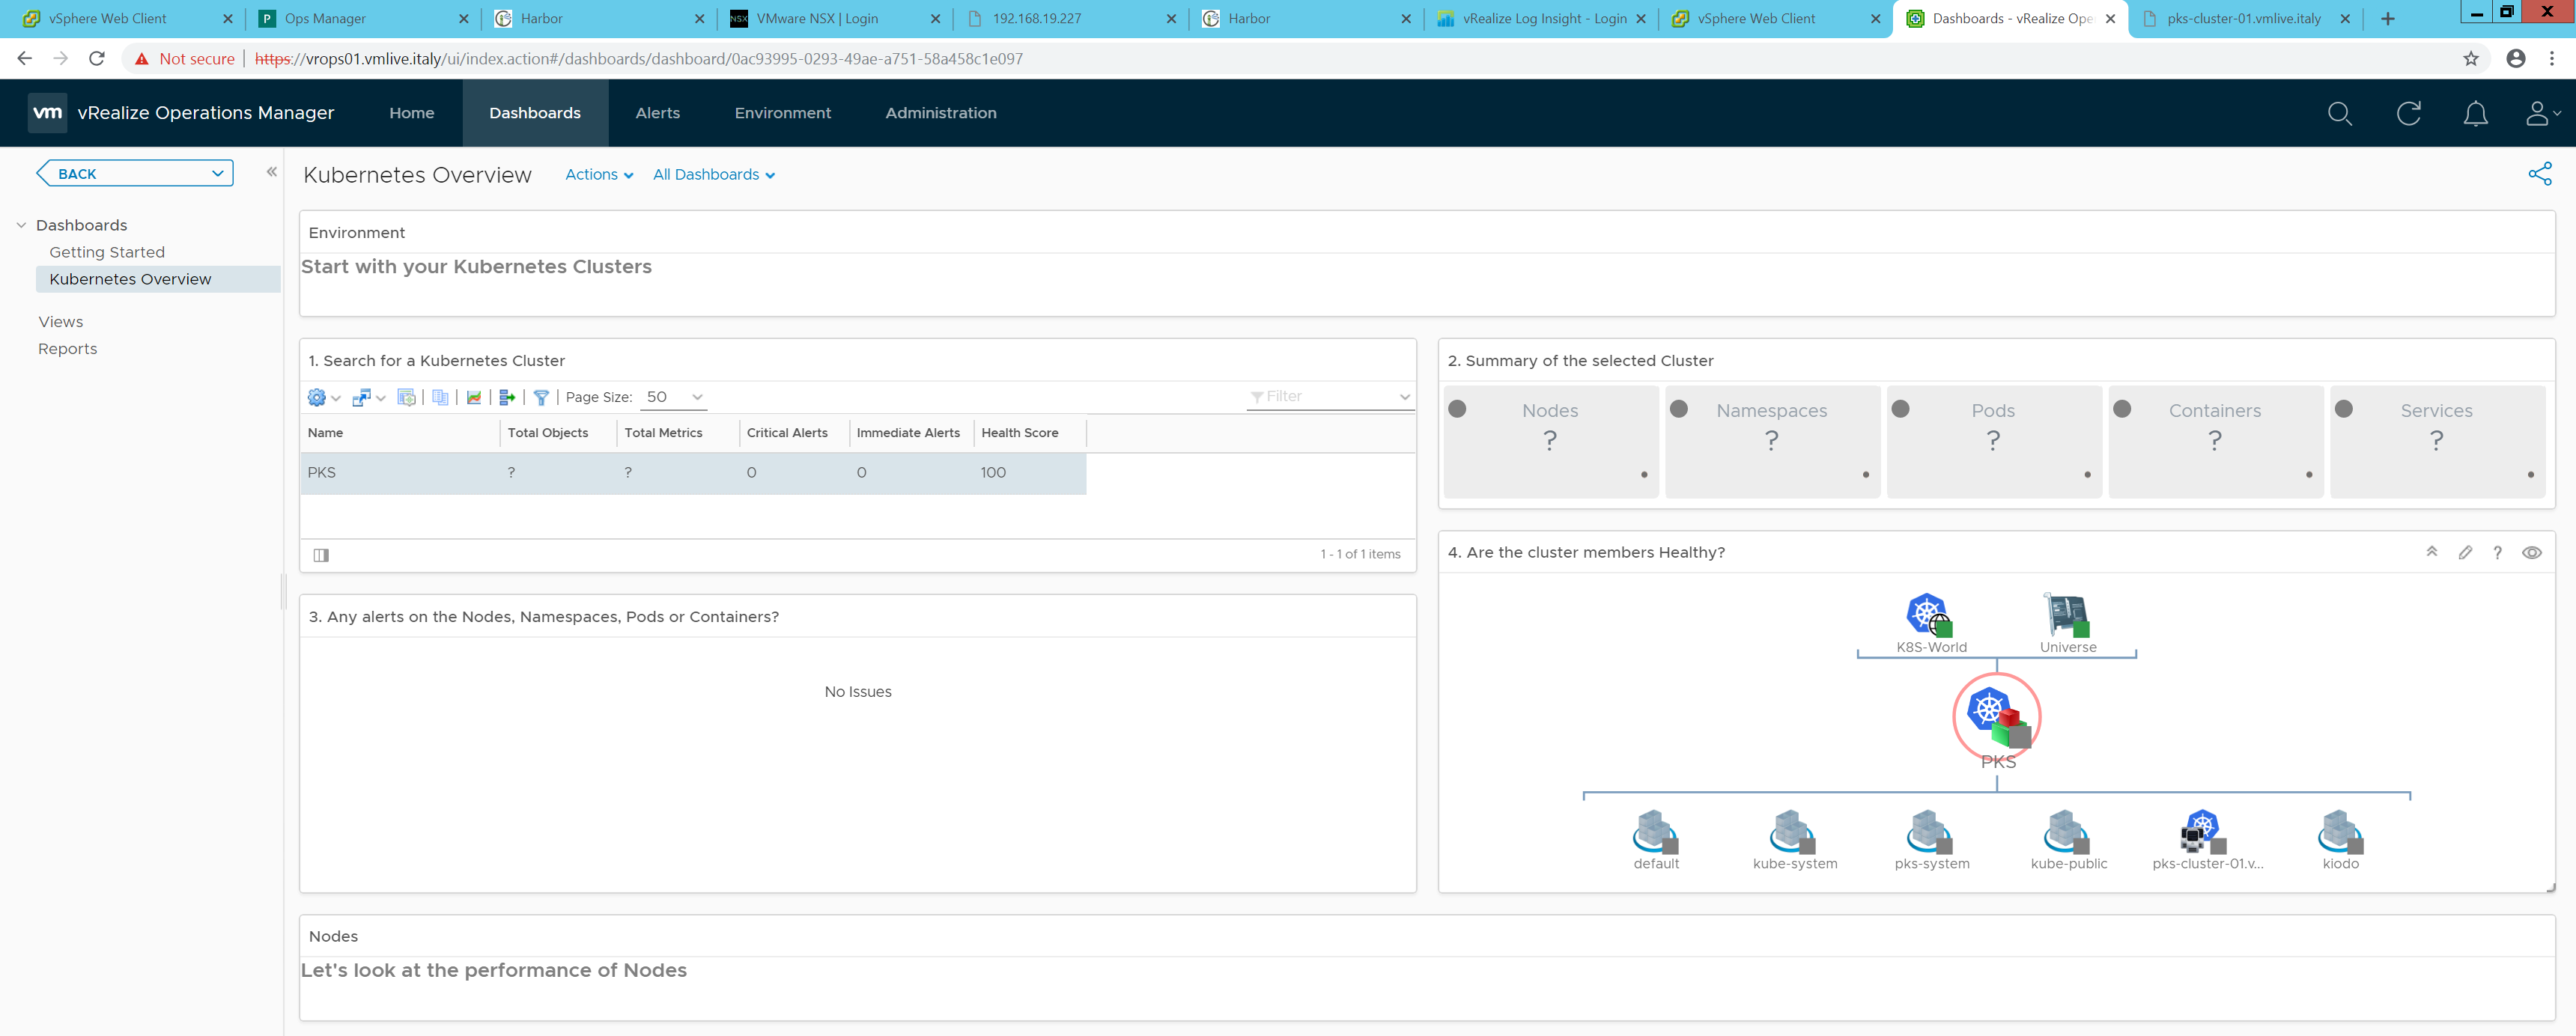 vSphere Web Client
Ops Manager
Harbor
VMware NSX | Login
192.168.19.227
Harbor
vRealize Log Insight - Login
vSphere Web Client
Dashboards - vRealize Ope
pks-cluster-01.vmlive.italy
Not secure | https://vrops01.vmlive.italy/ui/index.action#/dashboards/dashboard/0ac93995-0293-49ae-a751-58a458c1e097
vm vRealize Operations Manager Home Dashboards Alerts Environment Administration
BACK
Dashboards
Getting Started
Kubernetes Overview
Views
Reports
Kubernetes Overview Actions All Dashboards
Environment
Start with your Kubernetes Clusters
1. Search for a Kubernetes Cluster
Page Size: 50 Filter
Name Total Objects Total Metrics Critical Alerts Immediate Alerts Health Score
PKS ? ? 0 0 100
1 - 1 of 1 items
2. Summary of the selected Cluster
Nodes Namespaces Pods Containers Services
? ? ? ? ?
3. Any alerts on the Nodes, Namespaces, Pods or Containers?
No Issues
4. Are the cluster members Healthy? ?
K8S-World Universe
PKS
default kube-system pks-system kube-public pks-cluster-01.v... kiodo
Nodes
Let's look at the performance of Nodes